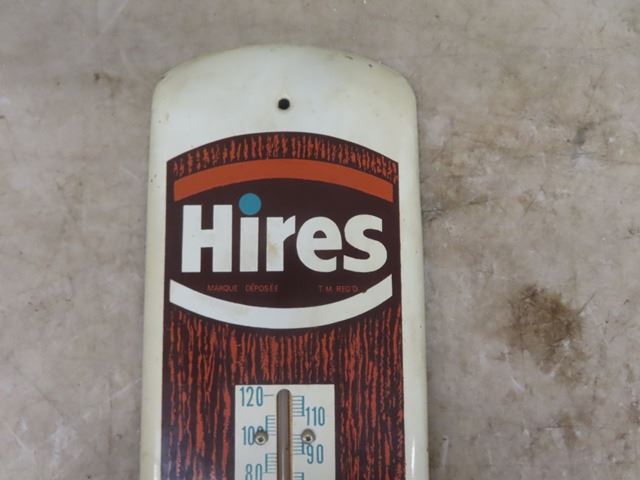 Hires
MARQUE DÉPOSÉE T.M. REG'D.
120
110
100
90
80